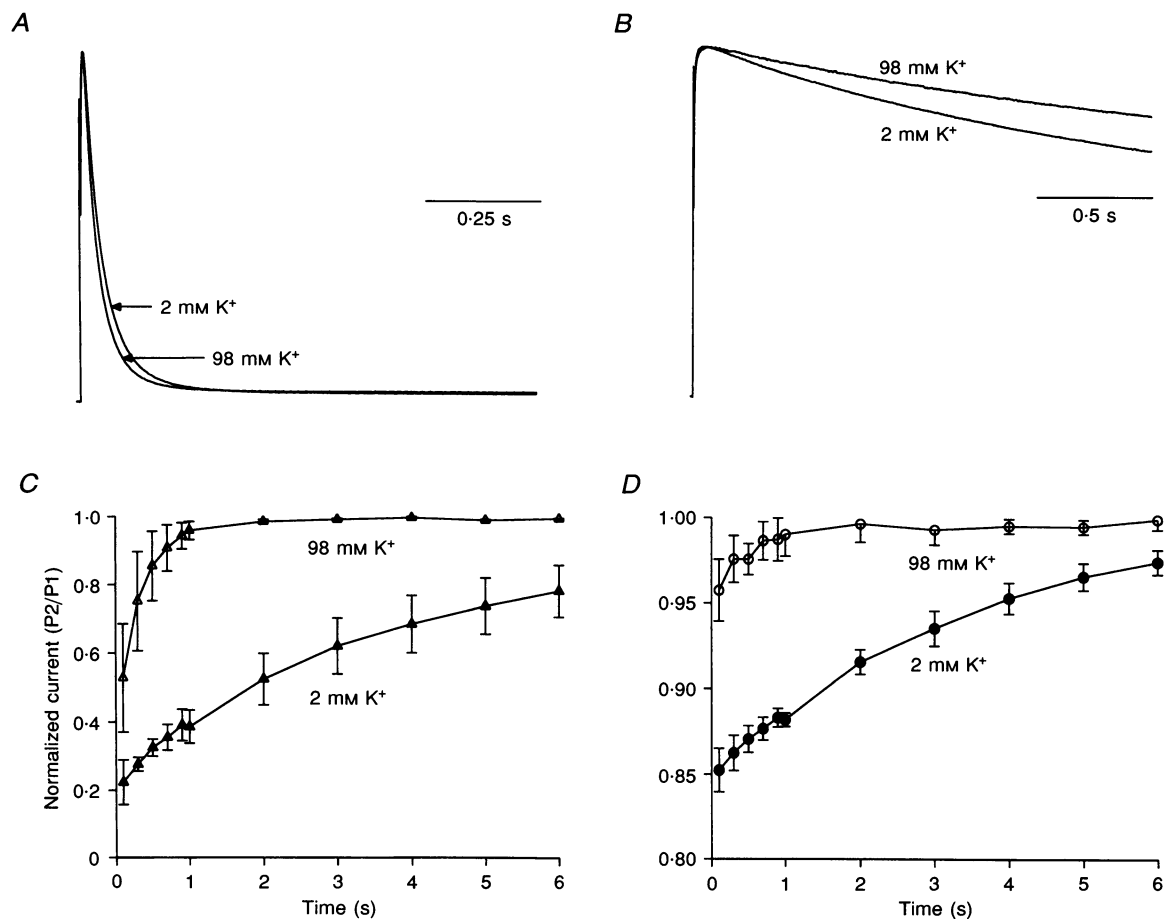 A
2 mM K⁺
98 mM K⁺
0·25 s
B
98 mM K⁺
2 mM K⁺
0·5 s
C
Normalized current (P2/P1)
1·0
0·8
0·6
0·4
0·2
0
98 mM K⁺
2 mM K⁺
0 1 2 3 4 5 6
Time (s)
D
1·00
0·95
0·90
0·85
0·80
98 mM K⁺
2 mM K⁺
0 1 2 3 4 5 6
Time (s)